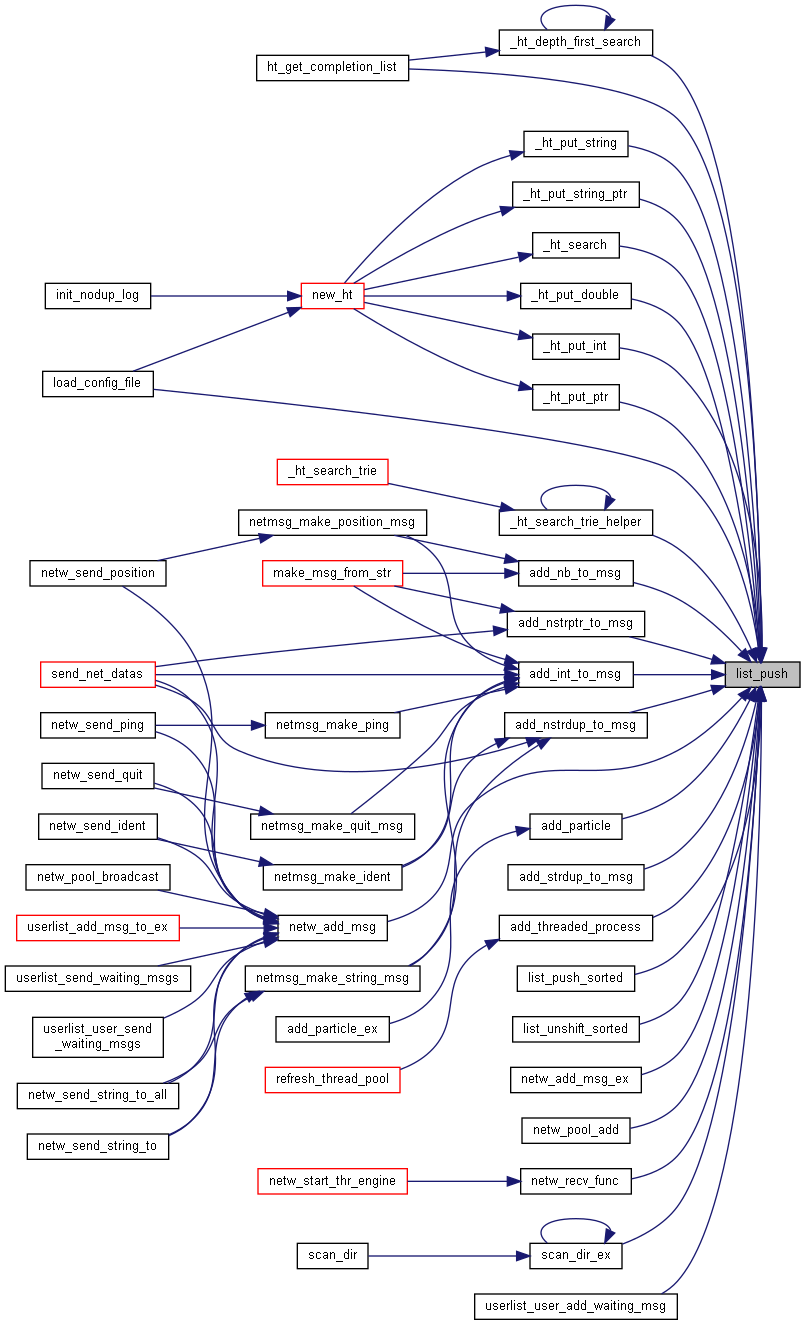 _ht_depth_first_search
ht_get_completion_list
_ht_put_string
_ht_put_string_ptr
_ht_search
init_nodup_log
new_ht
_ht_put_double
_ht_put_int
load_config_file
_ht_put_ptr
_ht_search_trie
netmsg_make_position_msg
_ht_search_trie_helper
netw_send_position
make_msg_from_str
add_nb_to_msg
add_nstrptr_to_msg
send_net_datas
add_int_to_msg
list_push
netw_send_ping
netmsg_make_ping
add_nstrdup_to_msg
netw_send_quit
netw_send_ident
netmsg_make_quit_msg
add_particle
netw_pool_broadcast
netmsg_make_ident
add_strdup_to_msg
userlist_add_msg_to_ex
netw_add_msg
add_threaded_process
userlist_send_waiting_msgs
netmsg_make_string_msg
list_push_sorted
userlist_user_send
_waiting_msgs
add_particle_ex
list_unshift_sorted
netw_send_string_to_all
refresh_thread_pool
netw_add_msg_ex
netw_send_string_to
netw_pool_add
netw_start_thr_engine
netw_recv_func
scan_dir
scan_dir_ex
userlist_user_add_waiting_msg